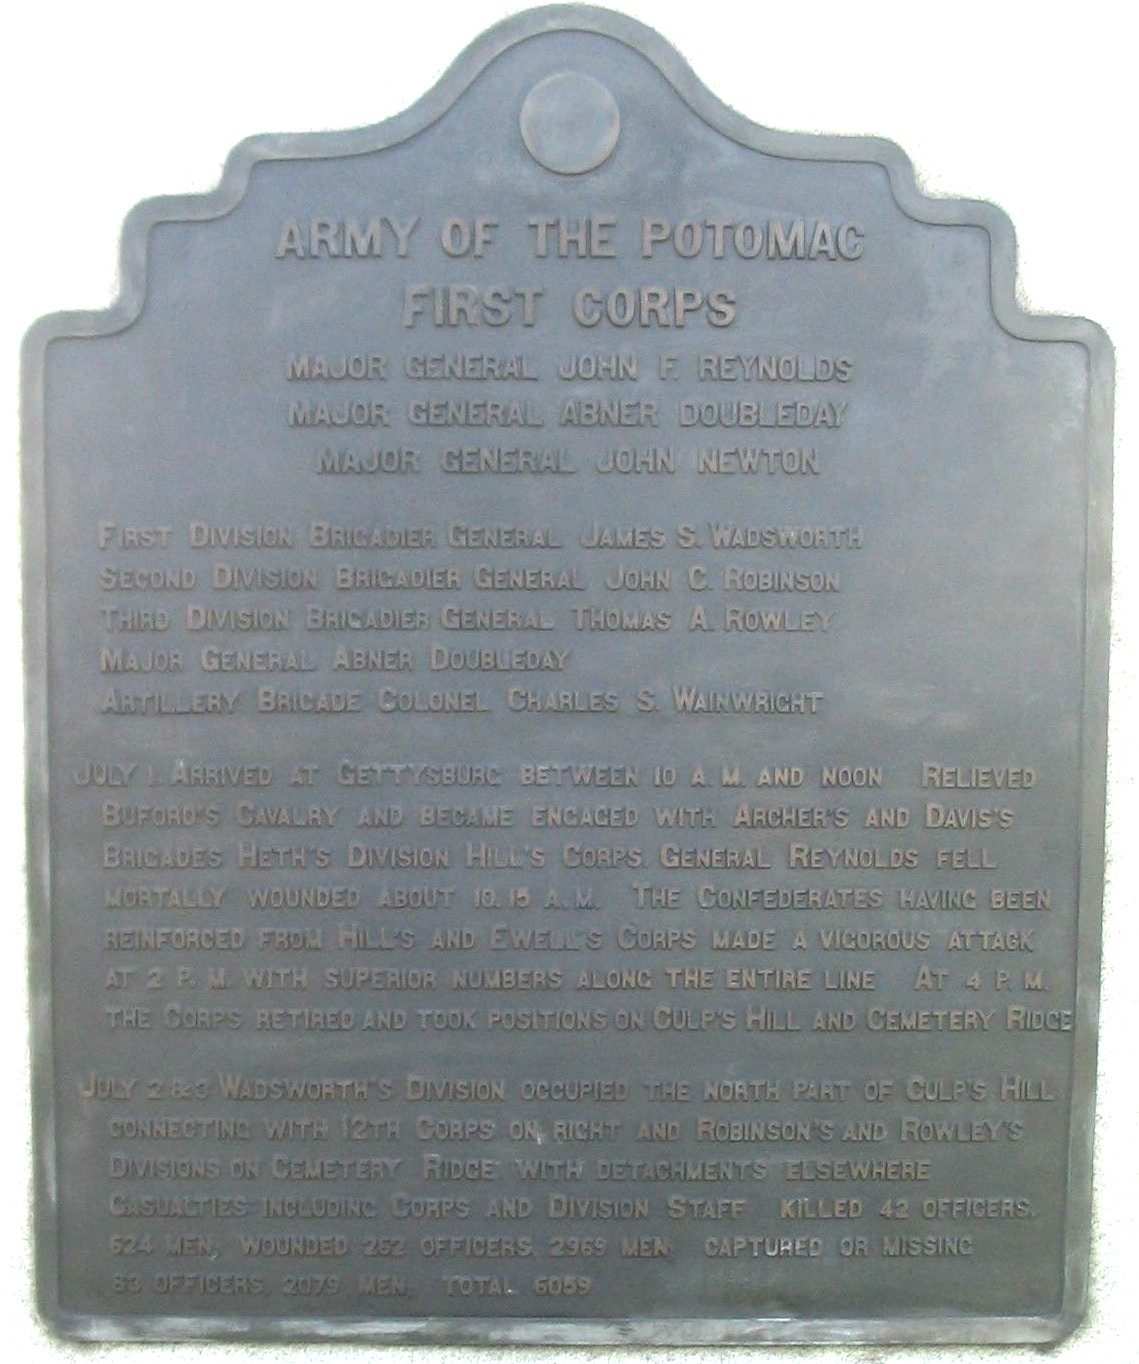 ARMY OF THE POTOMAC
FIRST CORPS
MAJOR GENERAL JOHN F. REYNOLDS
MAJOR GENERAL ABNER DOUBLEDAY
MAJOR GENERAL JOHN NEWTON
FIRST DIVISION BRIGADIER GENERAL JAMES S. WADSWORTH
SECOND DIVISION BRIGADIER GENERAL JOHN C. ROBINSON
THIRD DIVISION BRIGADIER GENERAL THOMAS A. ROWLEY
MAJOR GENERAL ABNER DOUBLEDAY
ARTILLERY BRIGADE COLONEL CHARLES S. WAINWRIGHT
JULY 1. ARRIVED AT GETTYSBURG BETWEEN 10 A. M. AND NOON RELIEVED
BUFORD'S CAVALRY AND BECAME ENGAGED WITH ARCHER'S AND DAVIS'S
BRIGADES HETH'S DIVISION HILL'S CORPS. GENERAL REYNOLDS FELL
MORTALLY WOUNDED ABOUT 10.15 A. M. THE CONFEDERATES HAVING BEEN
REINFORCED FROM HILL'S AND EWELL'S CORPS MADE A VIGOROUS ATTACK
AT 2 P. M. WITH SUPERIOR NUMBERS ALONG THE ENTIRE LINE AT 4 P. M.
THE CORPS RETIRED AND TOOK POSITIONS ON CULP'S HILL AND CEMETERY RIDGE
JULY 2 & 3 WADSWORTH'S DIVISION OCCUPIED THE NORTH PART OF CULP'S HILL
CONNECTING WITH 12TH CORPS ON RIGHT AND ROBINSON'S AND ROWLEY'S
DIVISIONS ON CEMETERY RIDGE WITH DETACHMENTS ELSEWHERE
CASUALTIES INCLUDING CORPS AND DIVISION STAFF KILLED 42 OFFICERS,
624 MEN, WOUNDED 262 OFFICERS, 2969 MEN, CAPTURED OR MISSING
83 OFFICERS, 2079 MEN, TOTAL 6059